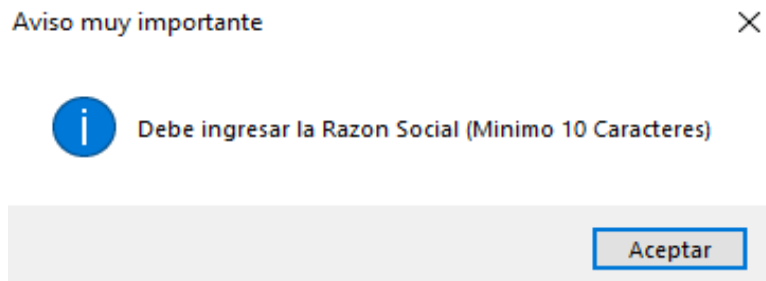 Aviso muy importante
Debe ingresar la Razon Social (Minimo 10 Caracteres)
Aceptar